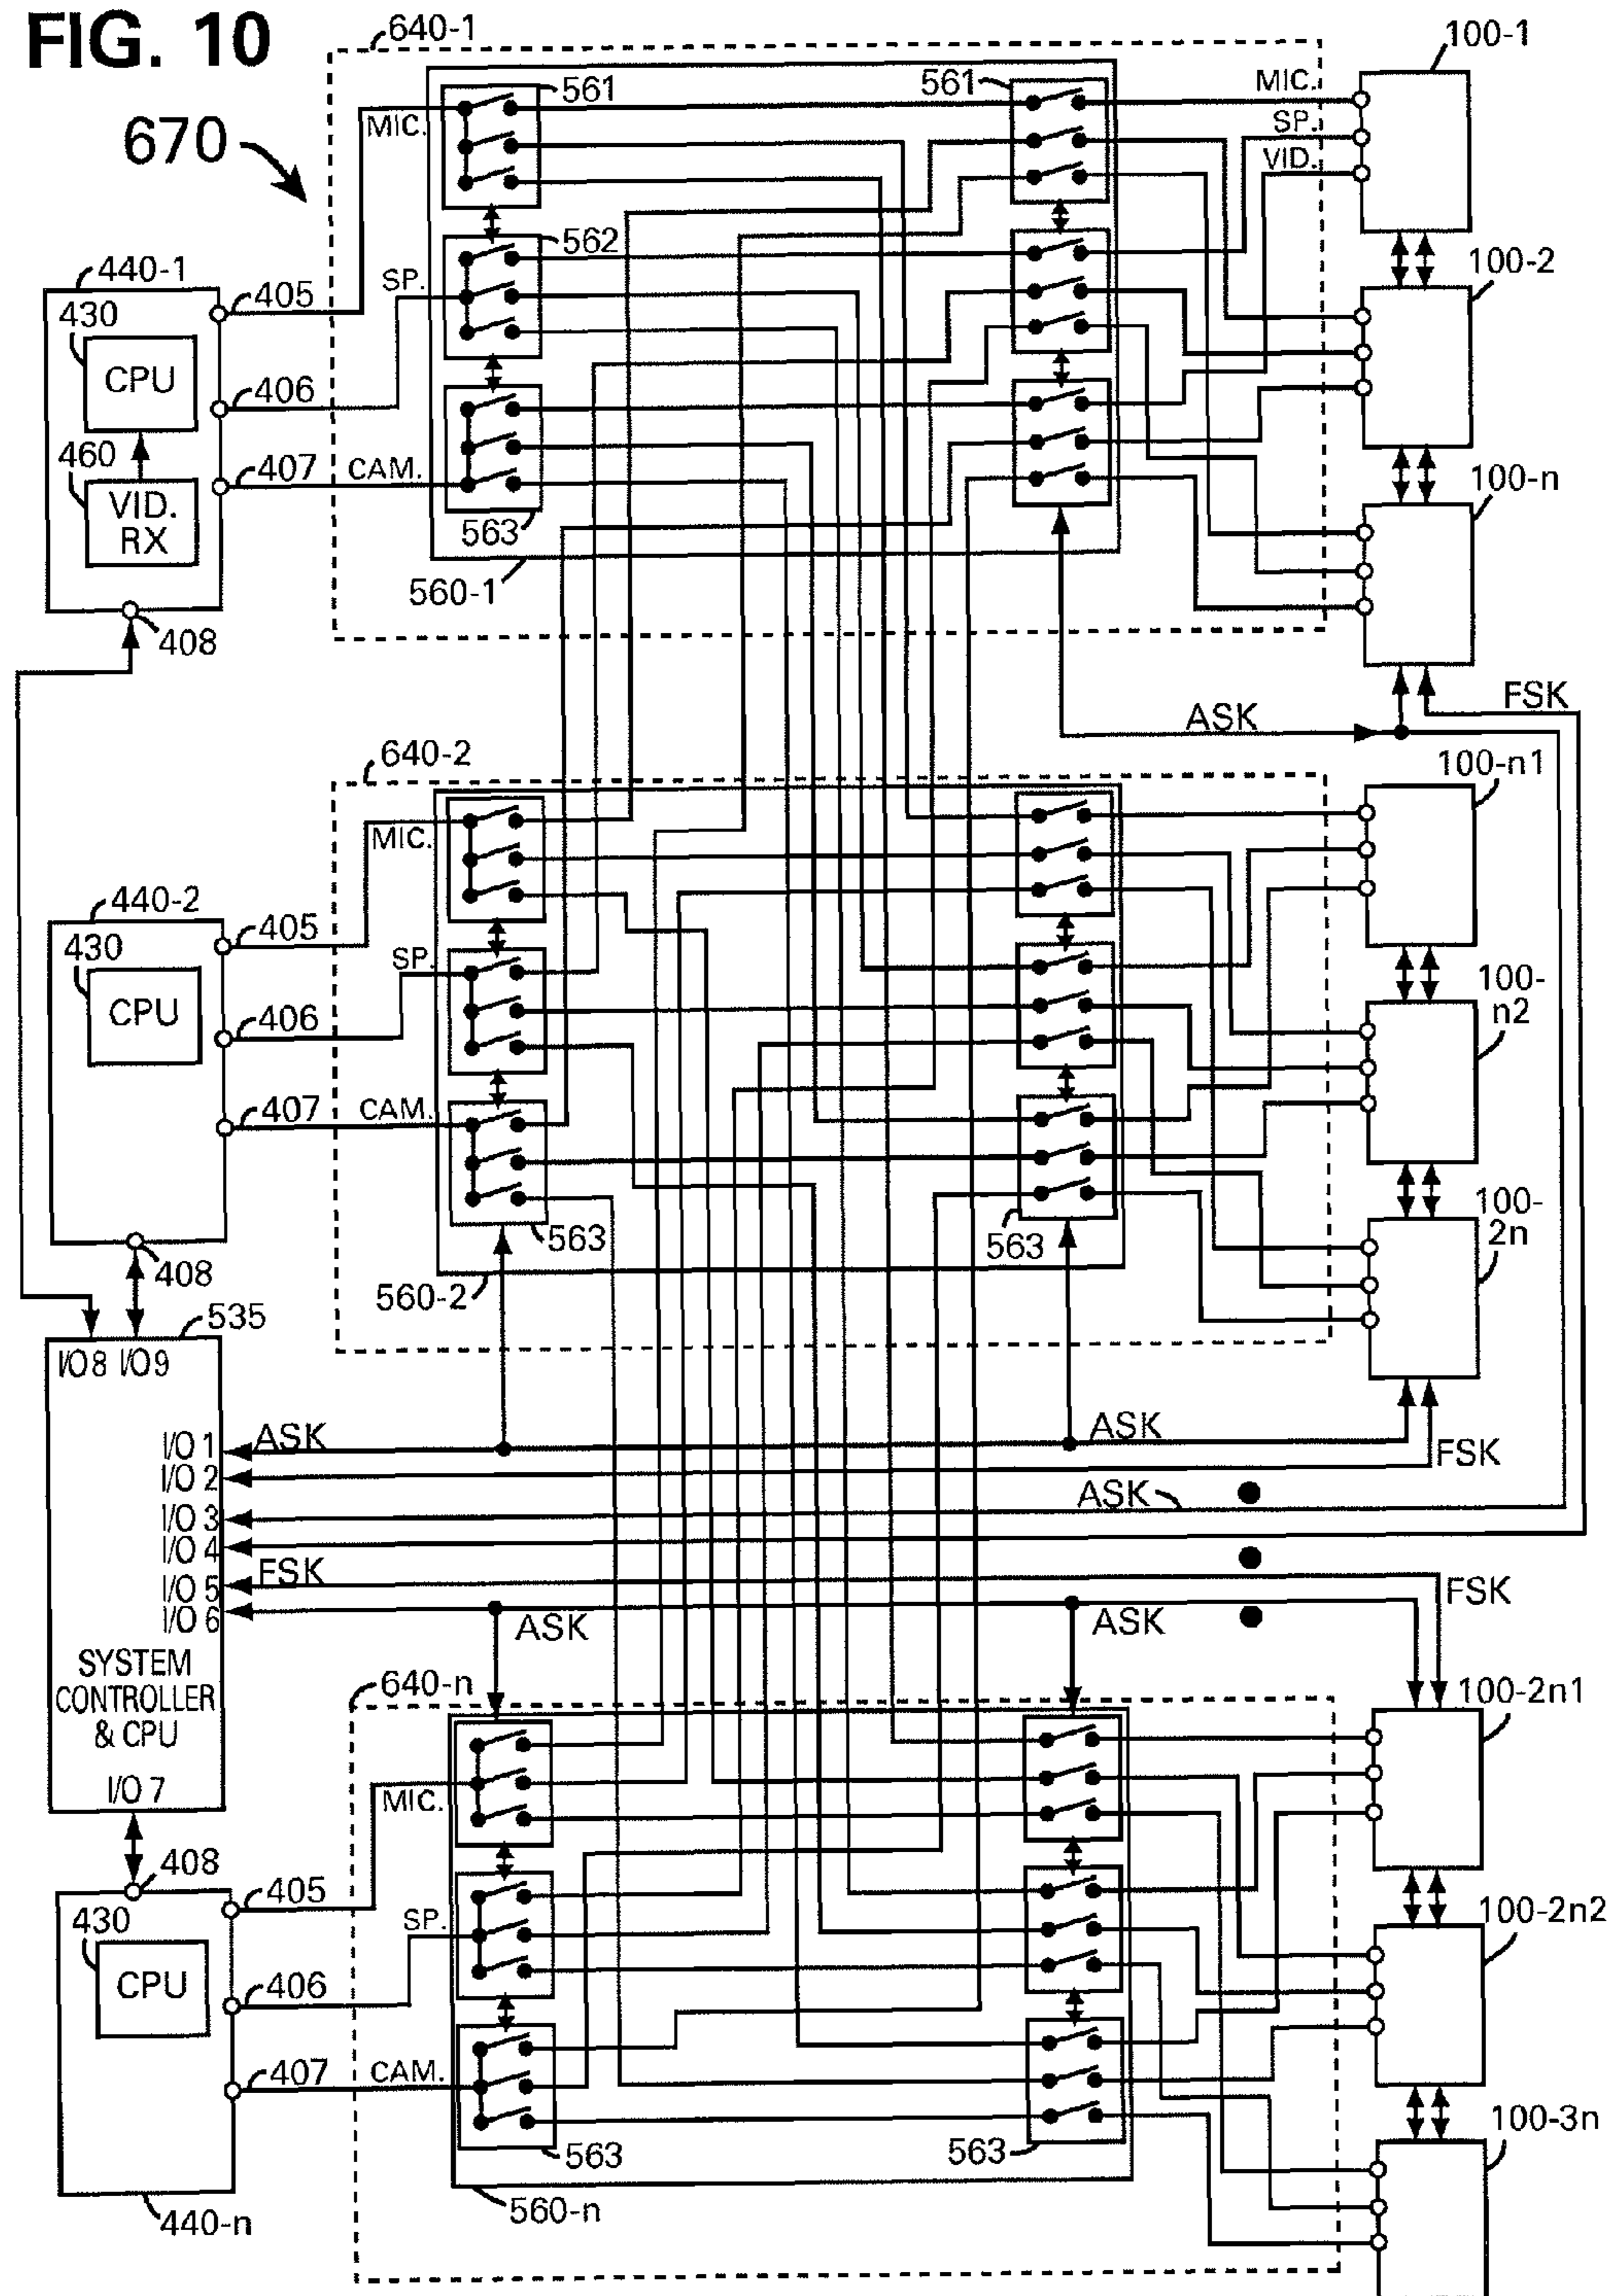 FIG. 10
670
640-1
561
561
MIC.
100-1
MIC.
SP.
VID.
562
SP.
440-1
430
CPU
405
406
460
VID.
RX
407
CAM.
563
560-1
408
100-2
100-n
ASK
FSK
640-2
100-n1
MIC.
440-2
430
CPU
405
SP.
406
407
CAM.
563
563
560-2
408
100-
n2
100-
2n
535
I/O 8 I/O 9
I/O 1
ASK
ASK
I/O 2
FSK
I/O 3
ASK
I/O 4
I/O 5
FSK
FSK
I/O 6
ASK
ASK
SYSTEM
CONTROLLER
& CPU
I/O 7
640-n
100-2n1
MIC.
408
405
430
CPU
SP.
406
407
CAM.
563
563
560-n
440-n
100-2n2
100-3n